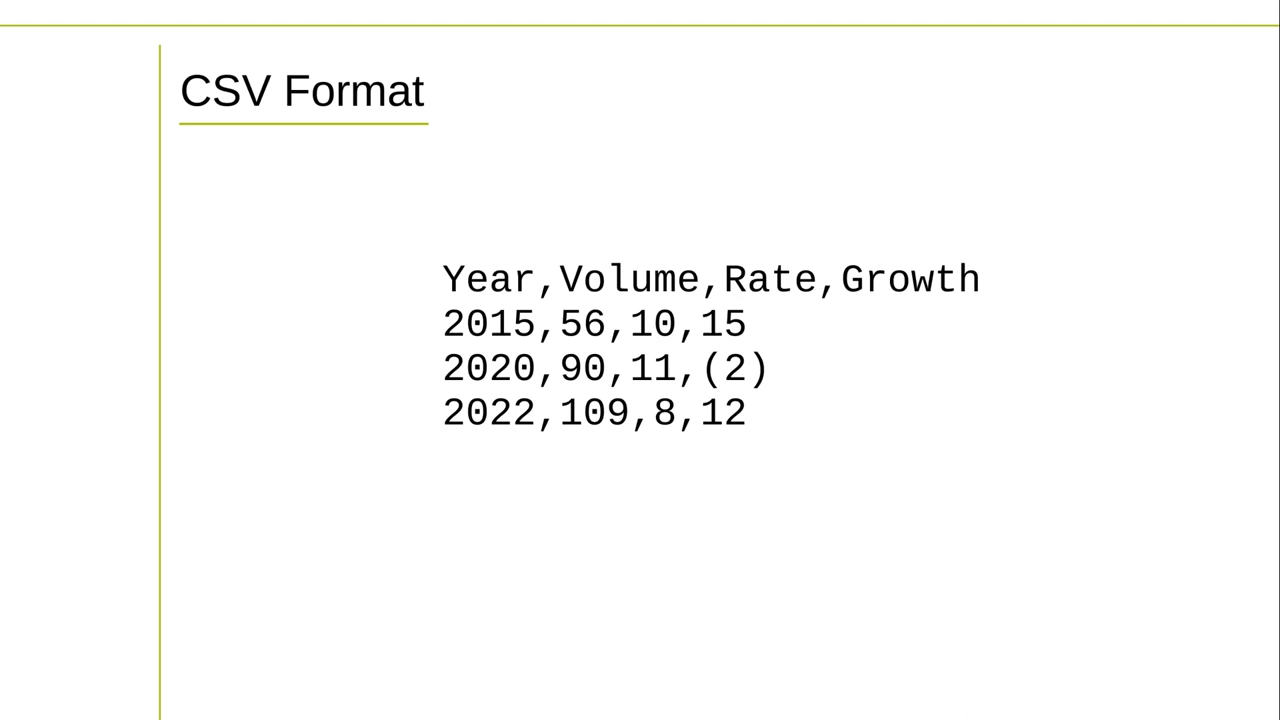 CSV Format
Year,Volume,Rate,Growth
2015,56,10,15
2020,90,11,(2)
2022,109,8,12